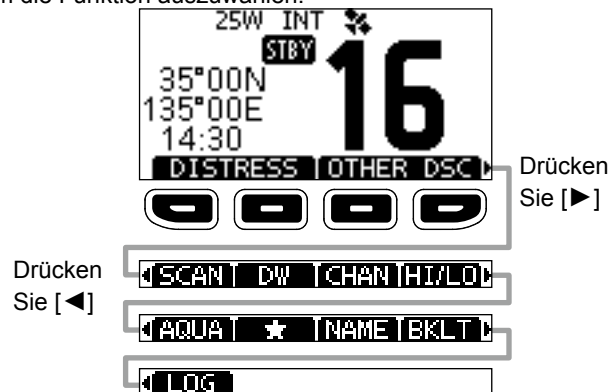 m die Funktion auszuwählen.
25W INT
STBY
16
35°00N
135°00E
14:30
DISTRESS OTHER DSC ▶
Drücken
Sie [▶]
Drücken
Sie [◀]
◀ SCAN DW CHAN HI/LO ▶
◀ AQUA ★ NAME BKLT ▶
◀ LOG